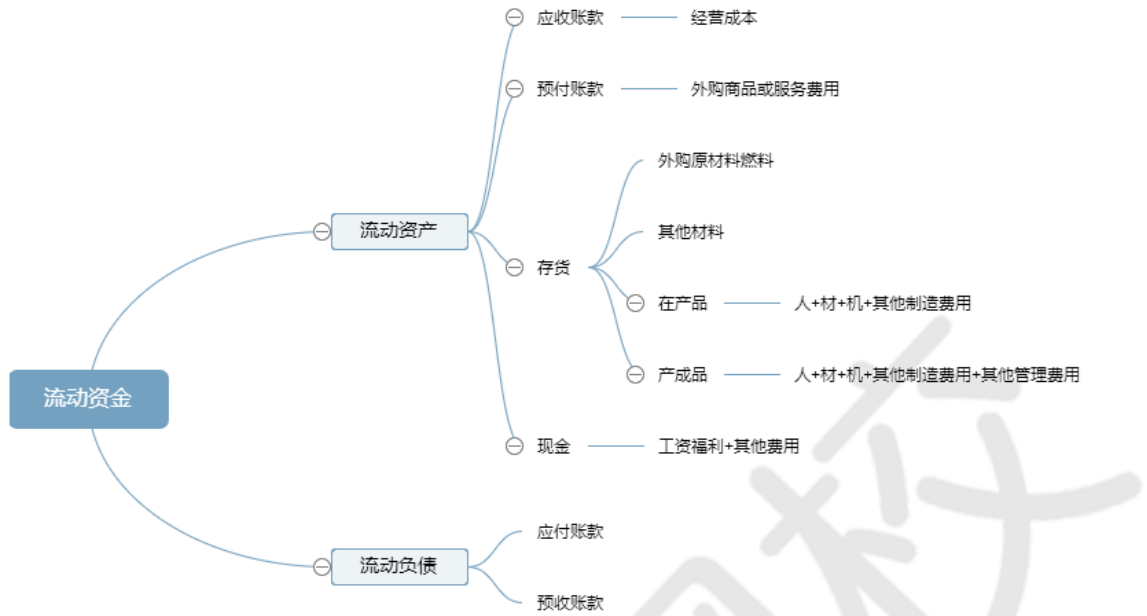 应收账款 经营成本
预付账款 外购商品或服务费用
外购原材料燃料
流动资产
其他材料
存货
在产品 人+材+机+其他制造费用
产成品 人+材+机+其他制造费用+其他管理费用
流动资金
现金 工资福利+其他费用
应付账款
流动负债
预收账款
网校